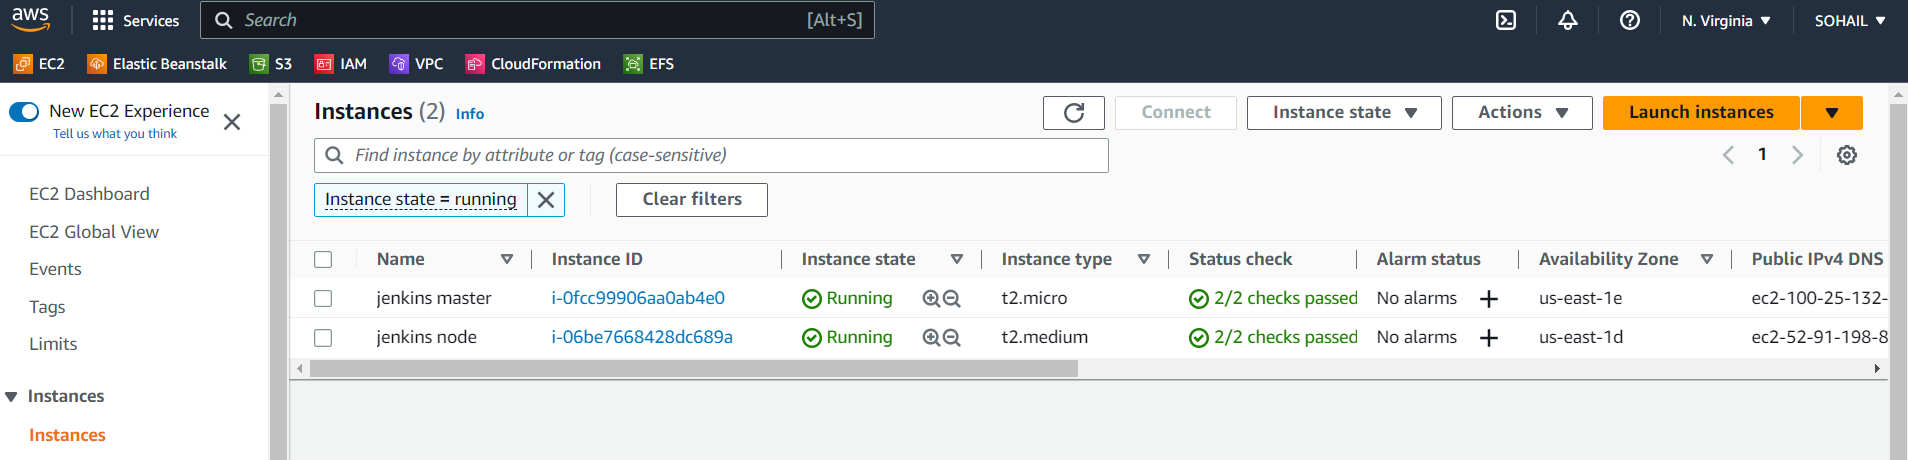 aws Services Search [Alt+S] N. Virginia SOHAIL
EC2 Elastic Beanstalk S3 IAM VPC CloudFormation EFS
New EC2 Experience
Tell us what you think
EC2 Dashboard
EC2 Global View
Events
Tags
Limits
Instances
Instances
Instances (2) Info Connect Instance state Actions Launch instances
Find instance by attribute or tag (case-sensitive) 1
Instance state = running Clear filters
Name Instance ID Instance state Instance type Status check Alarm status Availability Zone Public IPv4 DNS
jenkins master i-0fcc99906aa0ab4e0 Running t2.micro 2/2 checks passed No alarms + us-east-1e ec2-100-25-132-
jenkins node i-06be7668428dc689a Running t2.medium 2/2 checks passed No alarms + us-east-1d ec2-52-91-198-8